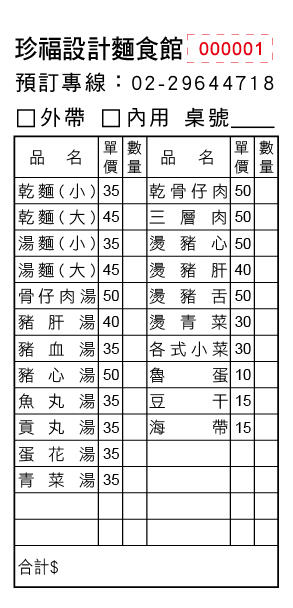 珍福設計麵食館 000001
預訂專線：02-29644718
□外帶 □內用 桌號___
品名 單價 數量 品名 單價 數量
乾麵(小) 35 乾骨仔肉 50
乾麵(大) 45 三層肉 50
湯麵(小) 35 燙豬心 50
湯麵(大) 45 燙豬肝 40
骨仔肉湯 50 燙豬舌 50
豬肝湯 40 燙青菜 30
豬血湯 35 各式小菜 30
豬心湯 50 魯蛋 10
魚丸湯 35 豆干 15
貢丸湯 35 海帶 15
蛋花湯 35
青菜湯 35
合計$